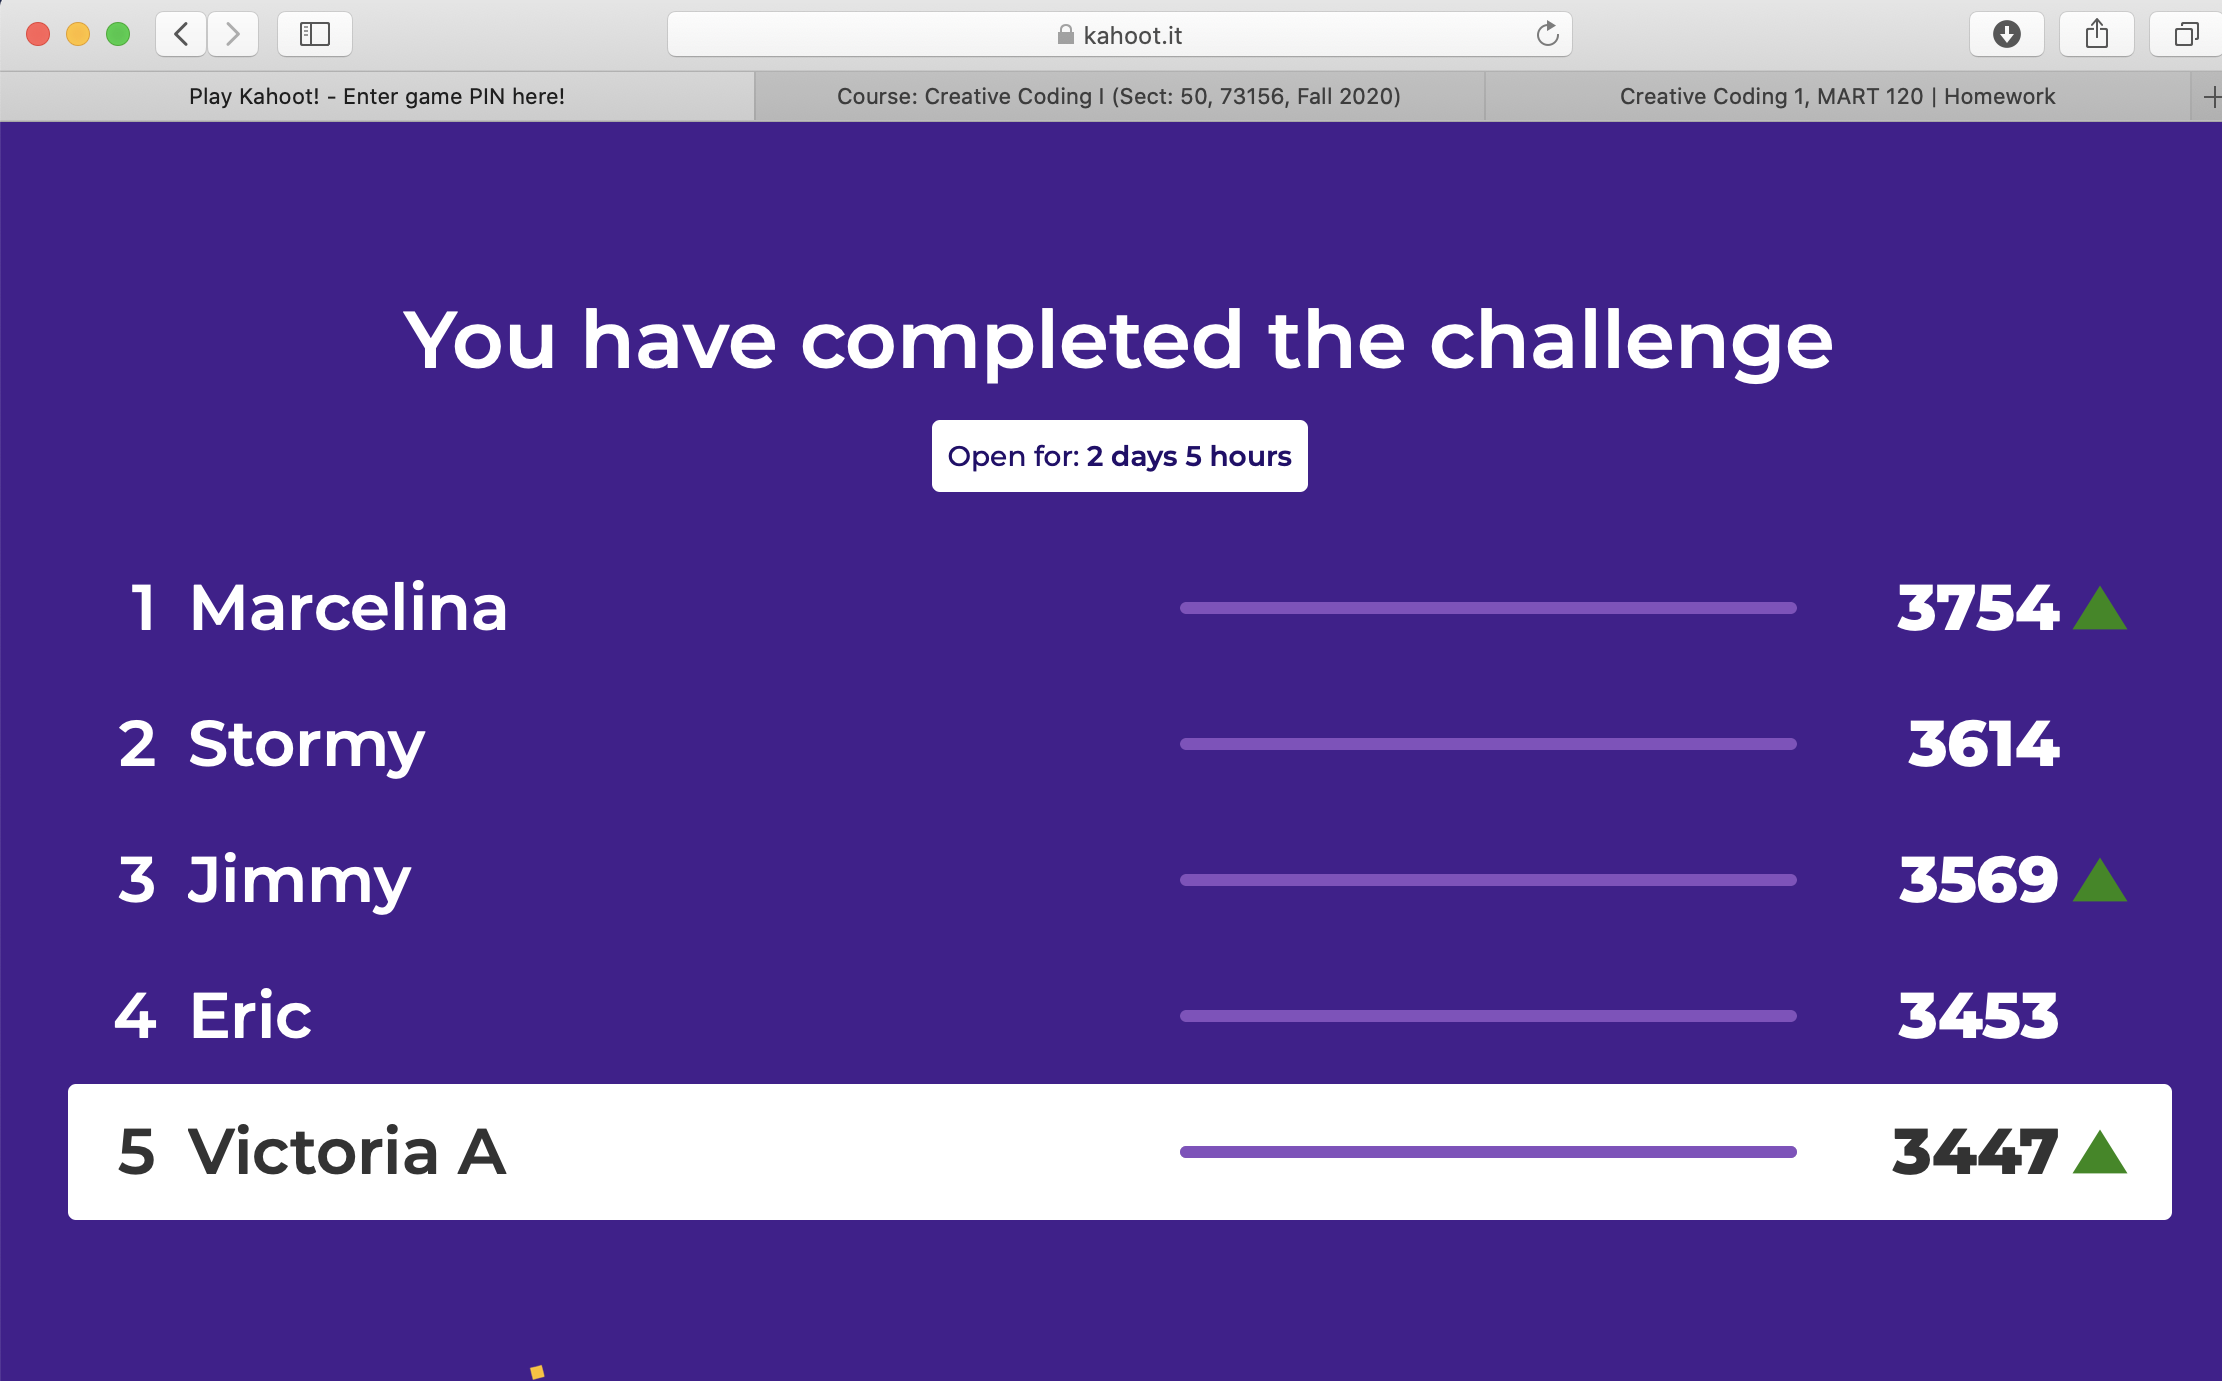 kahoot.it
Play Kahoot! - Enter game PIN here!
Course: Creative Coding I (Sect: 50, 73156, Fall 2020)
Creative Coding 1, MART 120 | Homework
You have completed the challenge
Open for: 2 days 5 hours
1 Marcelina 3754
2 Stormy 3614
3 Jimmy 3569
4 Eric 3453
5 Victoria A 3447